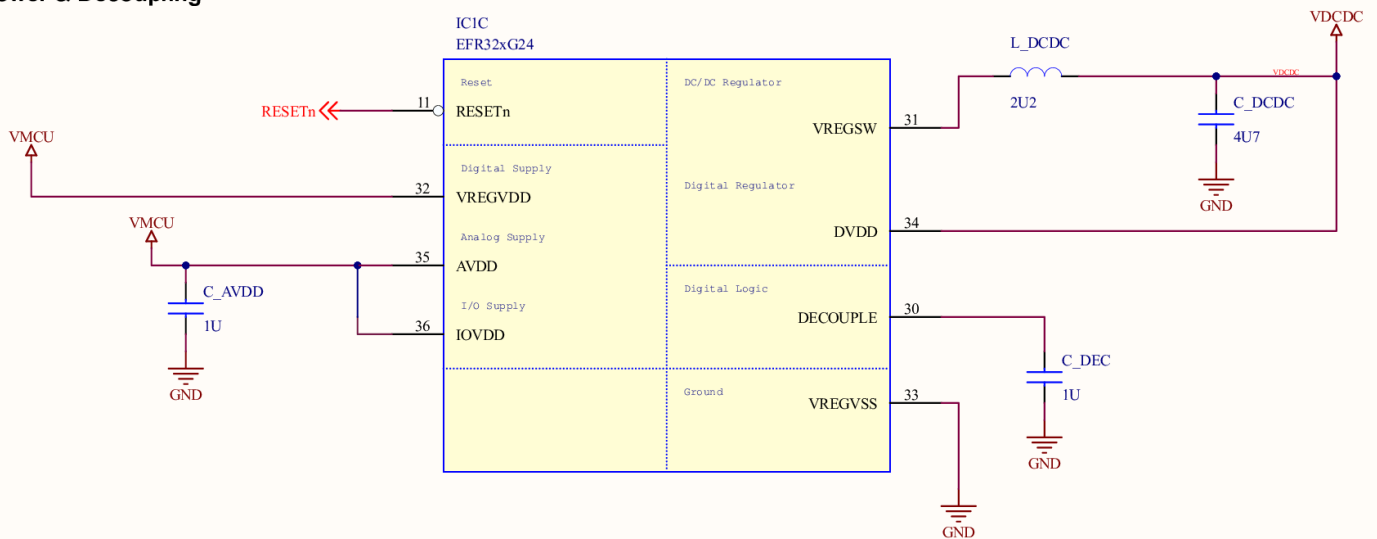 & Decoupling
IC1C
EFR32xG24
VDCDC
L_DCDC
2U2
VDCDC
C_DCDC
4U7
GND
Reset
DC/DC Regulator
RESETn
11
RESETn
VREGSW
31
VMCU
Digital Supply
32
VREGVDD
Digital Regulator
VMCU
Analog Supply
35
AVDD
DVDD
34
C_AVDD
1U
GND
I/O Supply
36
IOVDD
Digital Logic
DECOUPLE
30
C_DEC
1U
GND
Ground
VREGVSS
33
GND